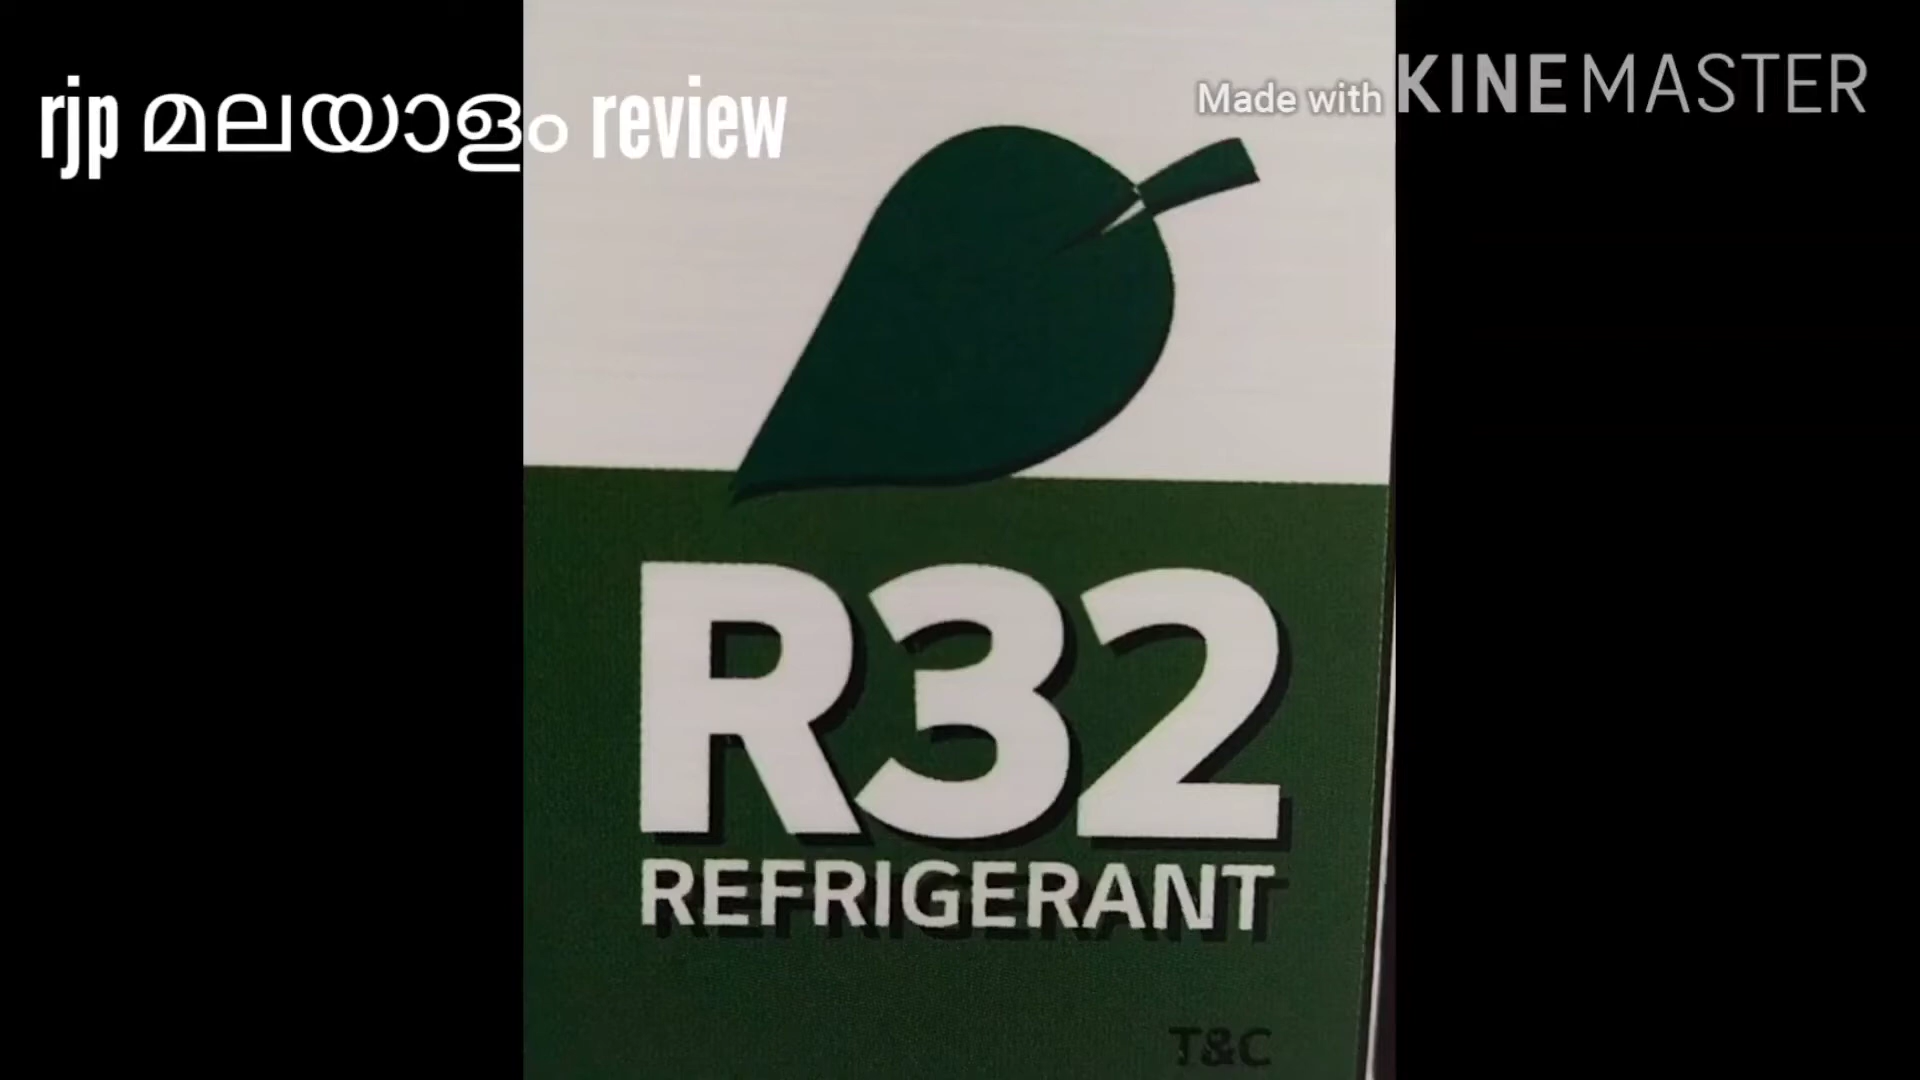 rjp മലയാളം review
Made with KINEMASTER
R32
REFRIGERANT
T&C